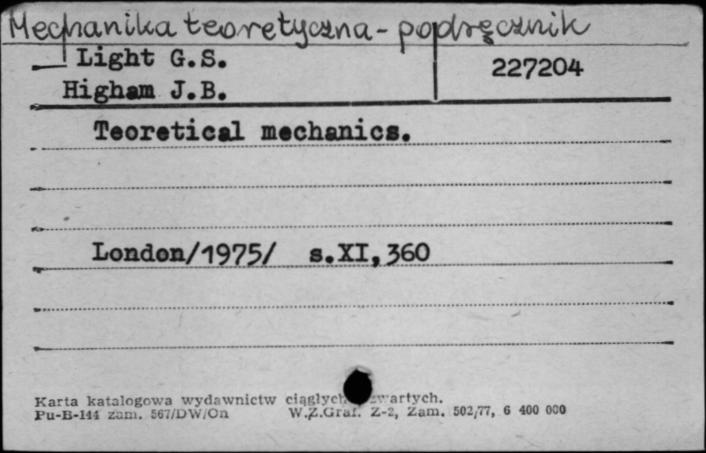 Mechanika teoretyczna - podręcznik
Light G.S.
227204
Higham J.B.
Teoretical mechanics.
London/1975/ s.XI,360
Karta katalogowa wydawnictw ciągłych zwartych.
Pu-B-144 zam. 567/DW/On W.Z.Graf. Z-2, Zam. 502/77, 6 400 000